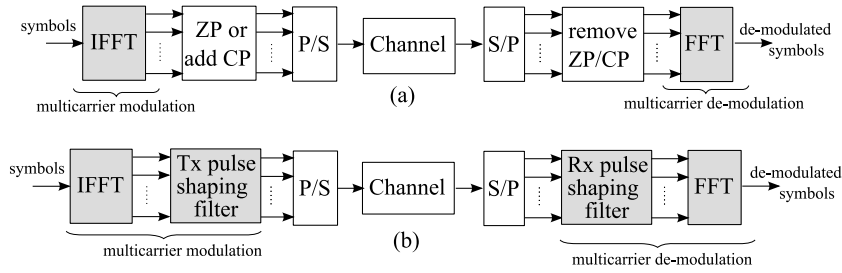 symbols
IFFT
ZP or
add CP
P/S
Channel
S/P
remove
ZP/CP
FFT
de-modulated
symbols
multicarrier modulation
(a)
multicarrier de-modulation
symbols
IFFT
Tx pulse
shaping
filter
P/S
Channel
S/P
Rx pulse
shaping
filter
FFT
de-modulated
symbols
multicarrier modulation
(b)
multicarrier de-modulation